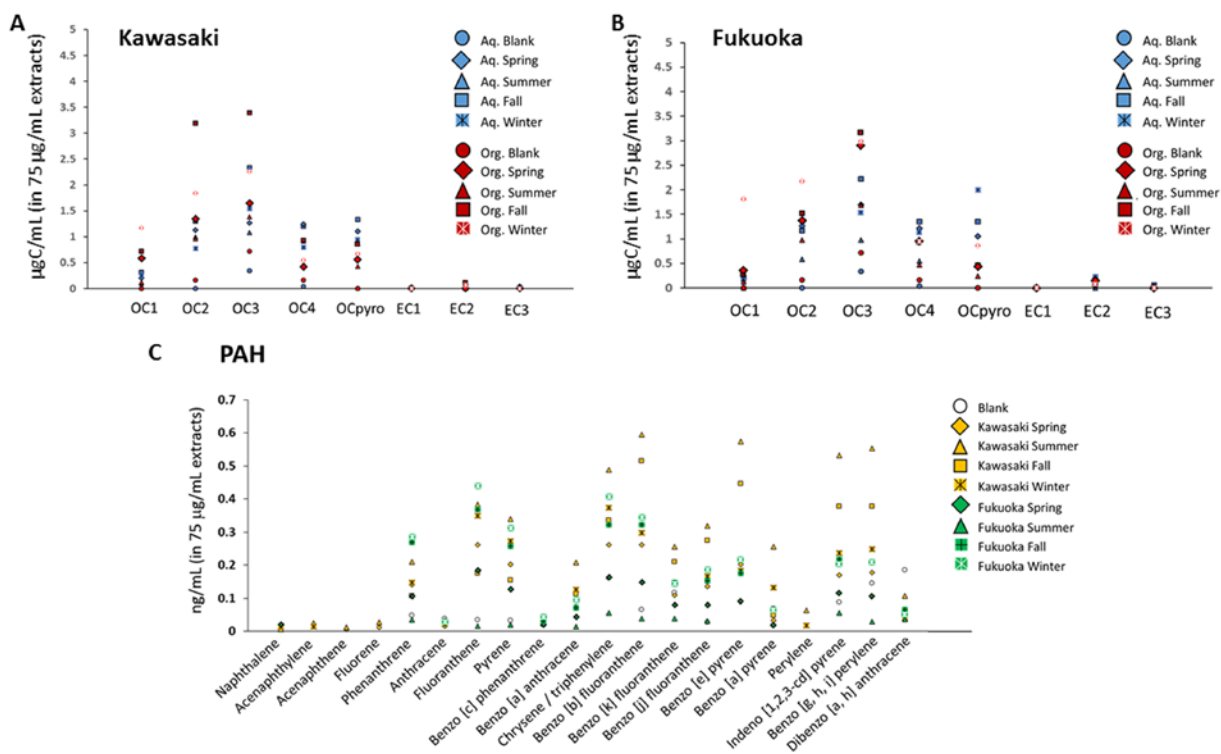 A
Kawasaki
µgC/mL (in 75 µg/mL extracts)
5
4.5
4
3.5
3
2.5
2
1.5
1
0.5
0
OC1 OC2 OC3 OC4 OCpyro EC1 EC2 EC3
Aq. Blank
Aq. Spring
Aq. Summer
Aq. Fall
Aq. Winter
Org. Blank
Org. Spring
Org. Summer
Org. Fall
Org. Winter
B
Fukuoka
µgC/mL (in 75 µg/mL extracts)
5
4.5
4
3.5
3
2.5
2
1.5
1
0.5
0
OC1 OC2 OC3 OC4 OCpyro EC1 EC2 EC3
Aq. Blank
Aq. Spring
Aq. Summer
Aq. Fall
Aq. Winter
Org. Blank
Org. Spring
Org. Summer
Org. Fall
Org. Winter
C
PAH
ng/mL (in 75 µg/mL extracts)
0.7
0.6
0.5
0.4
0.3
0.2
0.1
0
Naphthalene
Acenaphthylene
Acenaphthene
Fluorene
Phenanthrene
Anthracene
Fluoranthene
Pyrene
Benzo [c] phenanthrene
Benzo [a] anthracene
Chrysene / triphenylene
Benzo [b] fluoranthene
Benzo [k] fluoranthene
Benzo [j] fluoranthene
Benzo [e] pyrene
Benzo [a] pyrene
Perylene
Indeno [1,2,3-cd] pyrene
Benzo [g, h, i] perylene
Dibenzo [a, h] anthracene
Blank
Kawasaki Spring
Kawasaki Summer
Kawasaki Fall
Kawasaki Winter
Fukuoka Spring
Fukuoka Summer
Fukuoka Fall
Fukuoka Winter